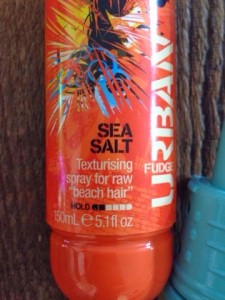 SEA
SALT
Texturising
spray for raw
"beach hair"
HOLD
150mL e 5.1fl oz
URBAN
FUDGE